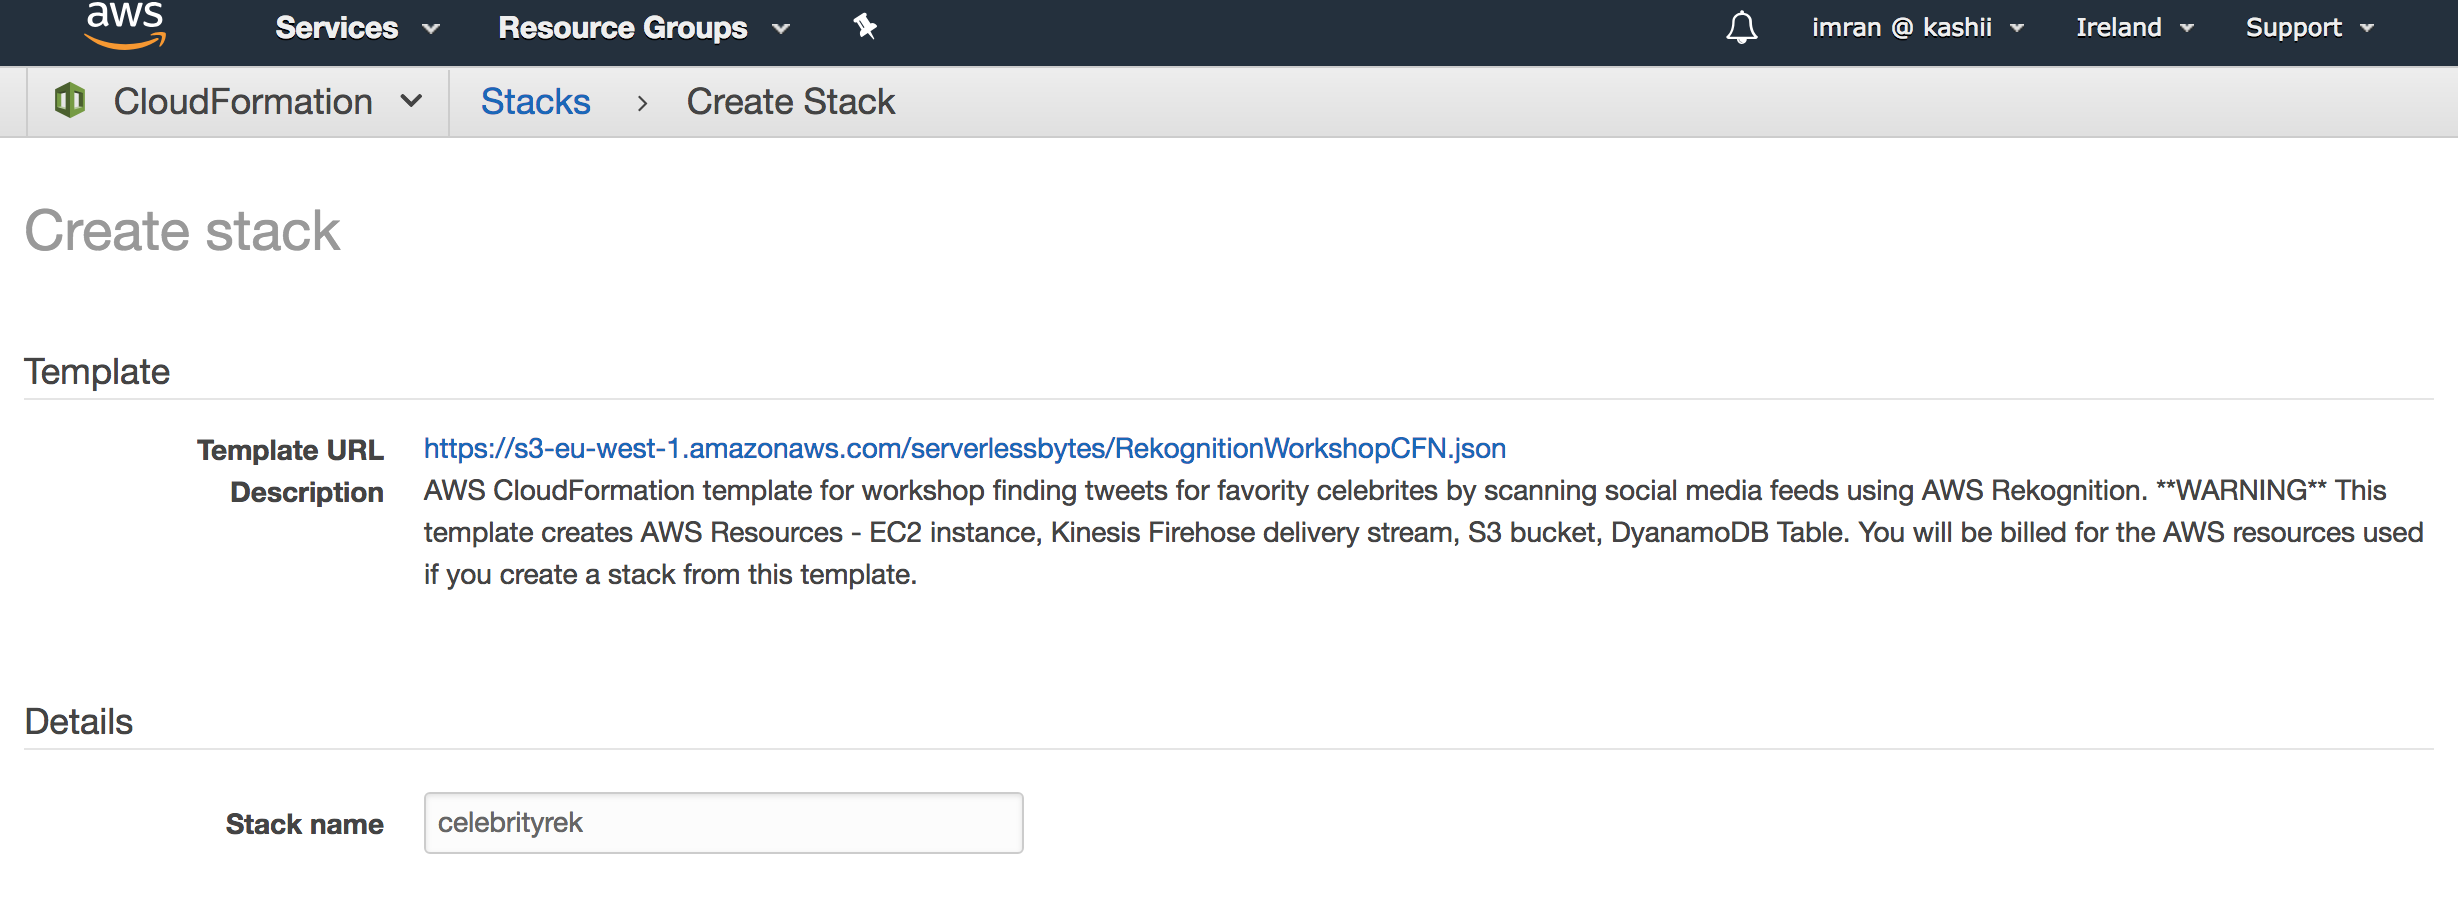 aws Services Resource Groups imran @ kashii Ireland Support
CloudFormation Stacks > Create Stack
Create stack
Template
Template URL https://s3-eu-west-1.amazonaws.com/serverlessbytes/RekognitionWorkshopCFN.json
Description AWS CloudFormation template for workshop finding tweets for favority celebrites by scanning social media feeds using AWS Rekognition. **WARNING** This
template creates AWS Resources - EC2 instance, Kinesis Firehose delivery stream, S3 bucket, DyanamoDB Table. You will be billed for the AWS resources used
if you create a stack from this template.
Details
Stack name celebrityrek